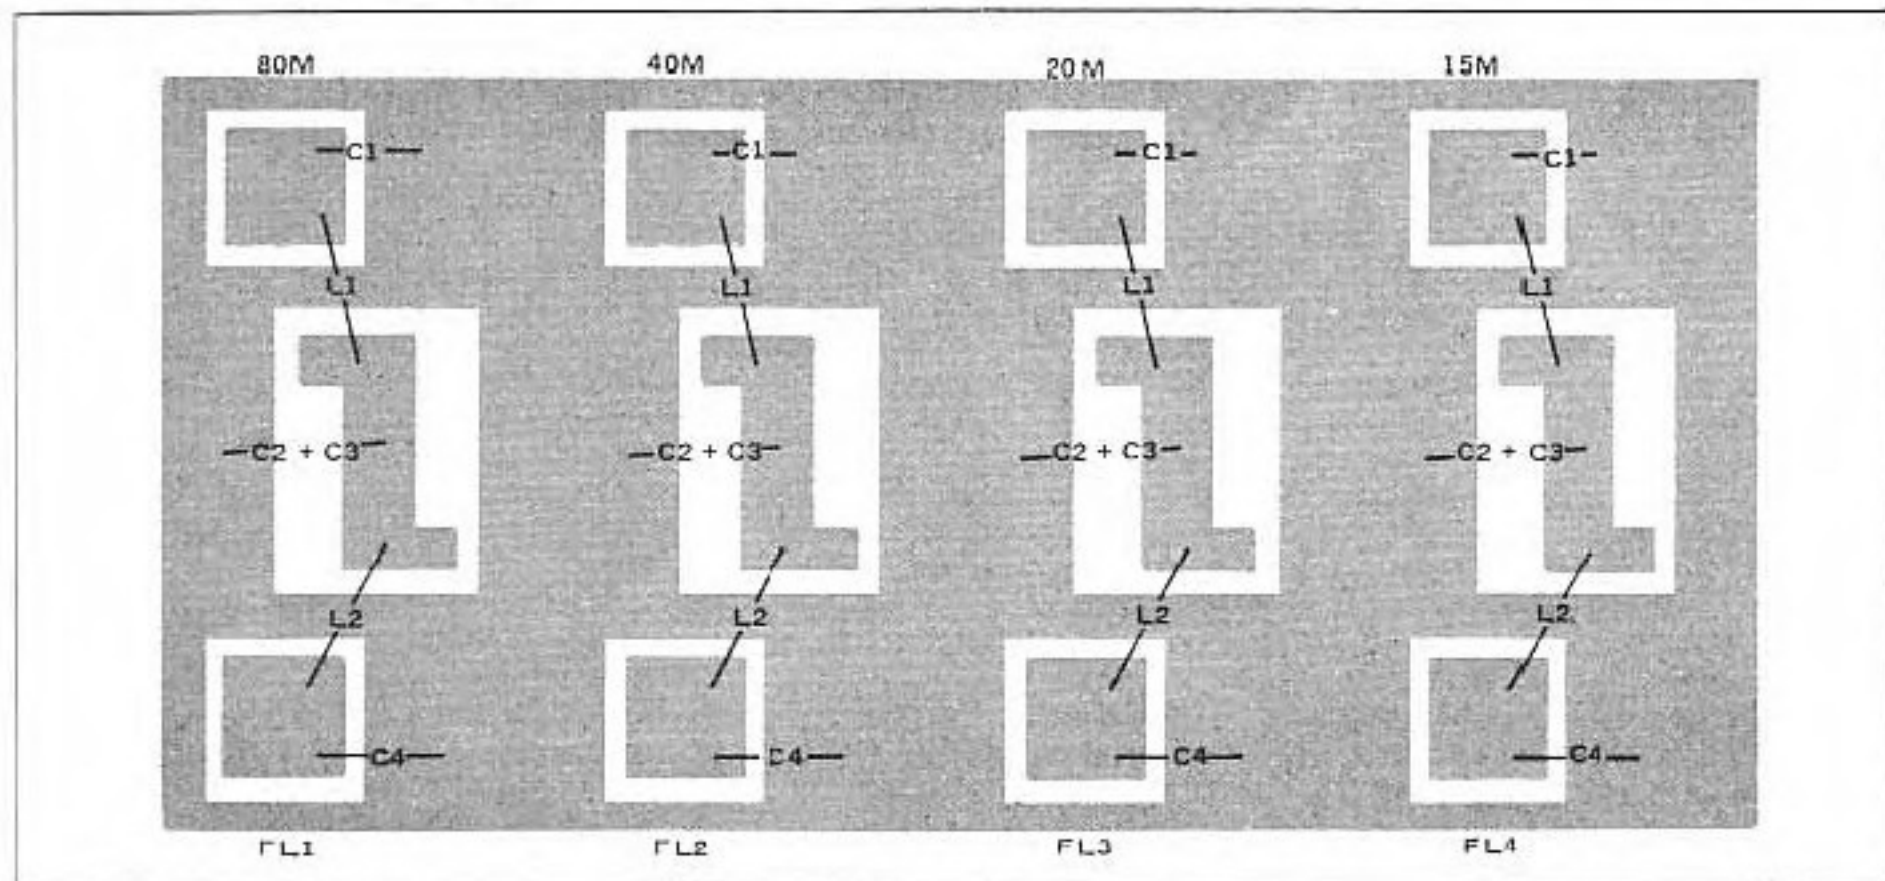 80M 40M 20M 15M
C1 C1 C1 C1
L1 L1 L1 L1
C2 + C3 C2 + C3 C2 + C3 C2 + C3
L2 L2 L2 L2
C4 C4 C4 C4
FL1 FL2 FL3 FL4